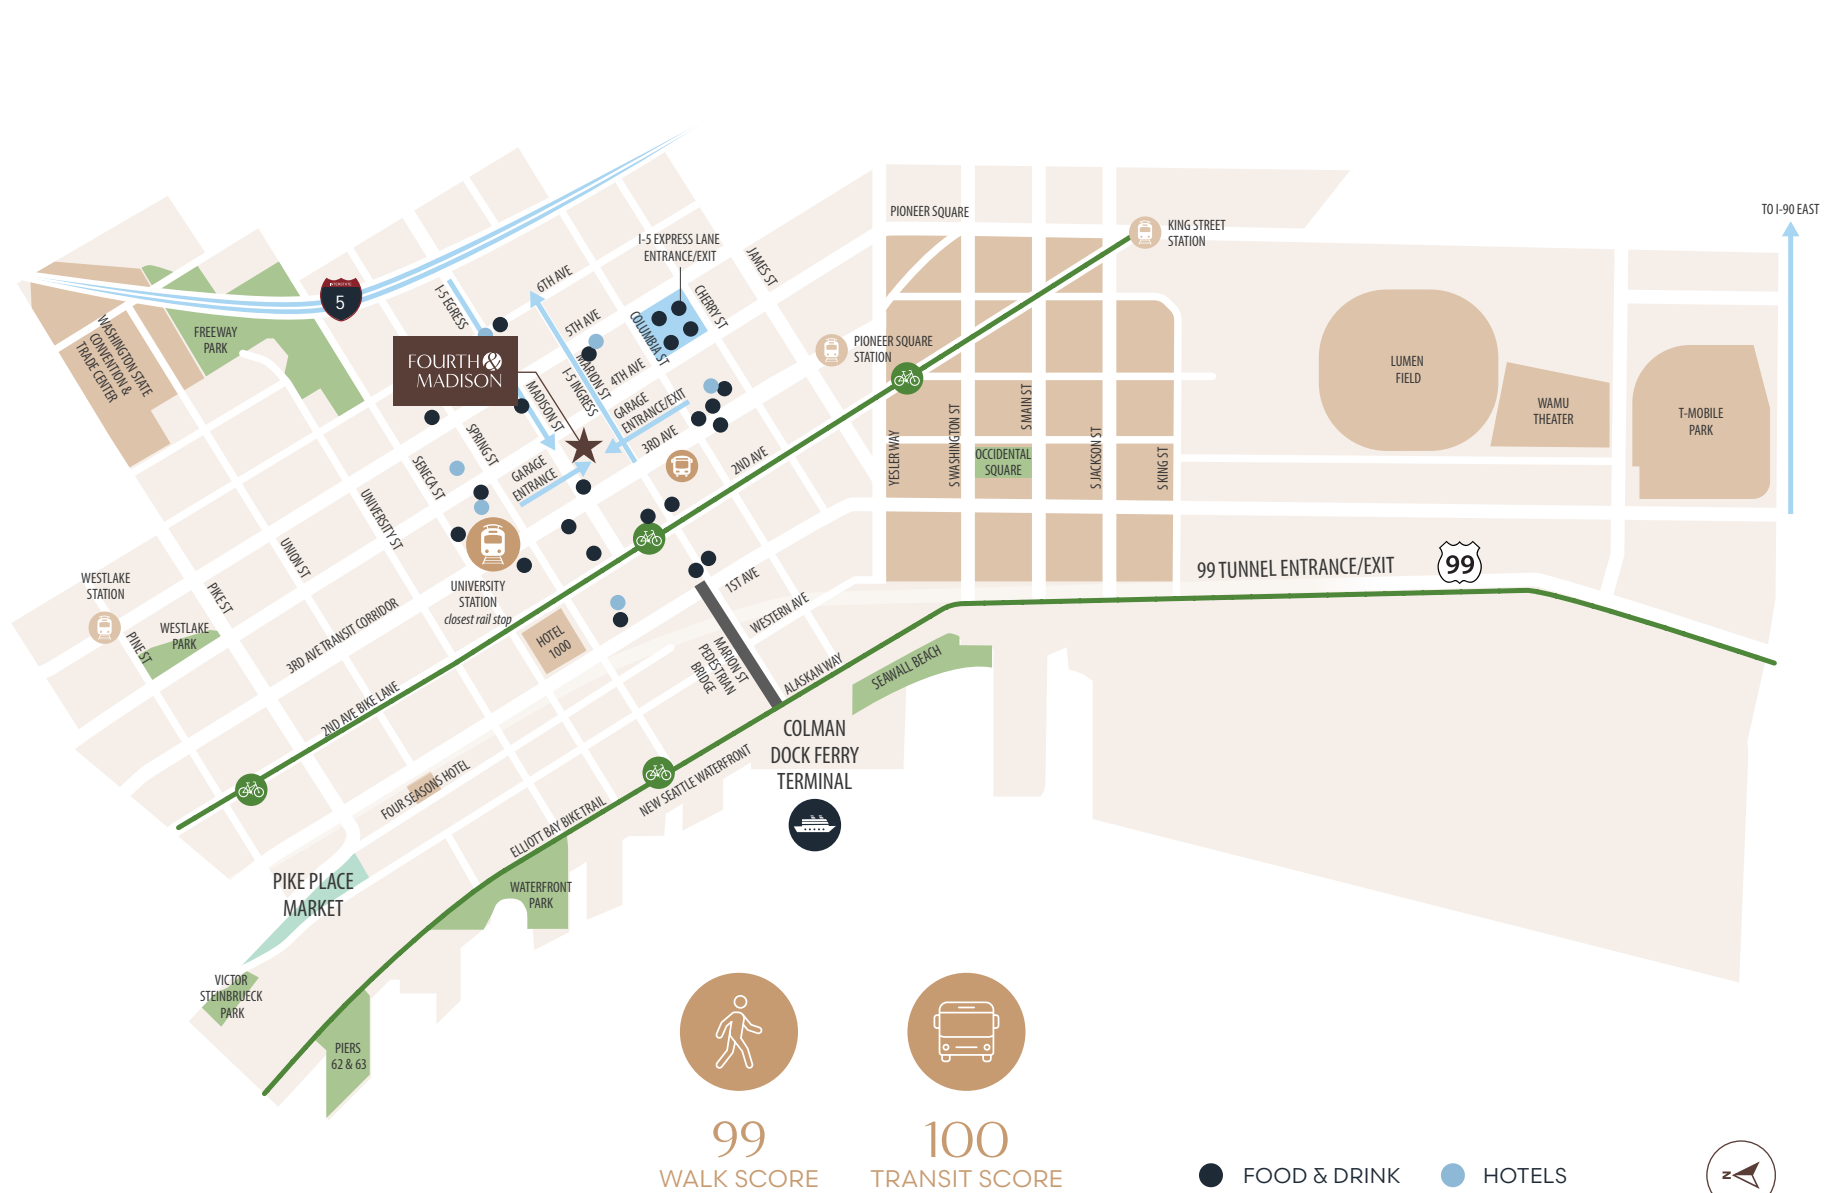 TO I-90 EAST
PIONEER SQUARE
KING STREET
STATION
I-5 EXPRESS LANE
ENTRANCE/EXIT
JAMES ST
6TH AVE
I-5 EGRESS
CHERRY ST
5
5TH AVE
COLUMBIA ST
FREEWAY
PARK
WASHINGTON STATE
CONVENTION &
TRADE CENTER
PIONEER SQUARE
STATION
FOURTH &
MADISON
MARION ST
I-5 INGRESS
4TH AVE
MADISON ST
GARAGE
ENTRANCE/EXIT
3RD AVE
2ND AVE
LUMEN
FIELD
WAMU
THEATER
T-MOBILE
PARK
YESLER WAY
S WASHINGTON ST
S MAIN ST
S JACKSON ST
S KING ST
OCCIDENTAL
SQUARE
SPRING ST
SENECA ST
GARAGE
ENTRANCE
UNIVERSITY ST
UNION ST
PIKE ST
PINE ST
WESTLAKE
STATION
WESTLAKE
PARK
UNIVERSITY
STATION
closest rail stop
3RD AVE TRANSIT CORRIDOR
HOTEL
1000
1ST AVE
WESTERN AVE
99 TUNNEL ENTRANCE/EXIT
99
MARION ST
PEDESTRIAN
BRIDGE
ALASKAN WAY
SEAWALL BEACH
2ND AVE BIKE LANE
FOUR SEASONS HOTEL
ELLIOTT BAY BIKE TRAIL
NEW SEATTLE WATERFRONT
COLMAN
DOCK FERRY
TERMINAL
PIKE PLACE
MARKET
WATERFRONT
PARK
VICTOR
STEINBRUECK
PARK
PIERS
62 & 63
99
WALK SCORE
100
TRANSIT SCORE
FOOD & DRINK
HOTELS
N